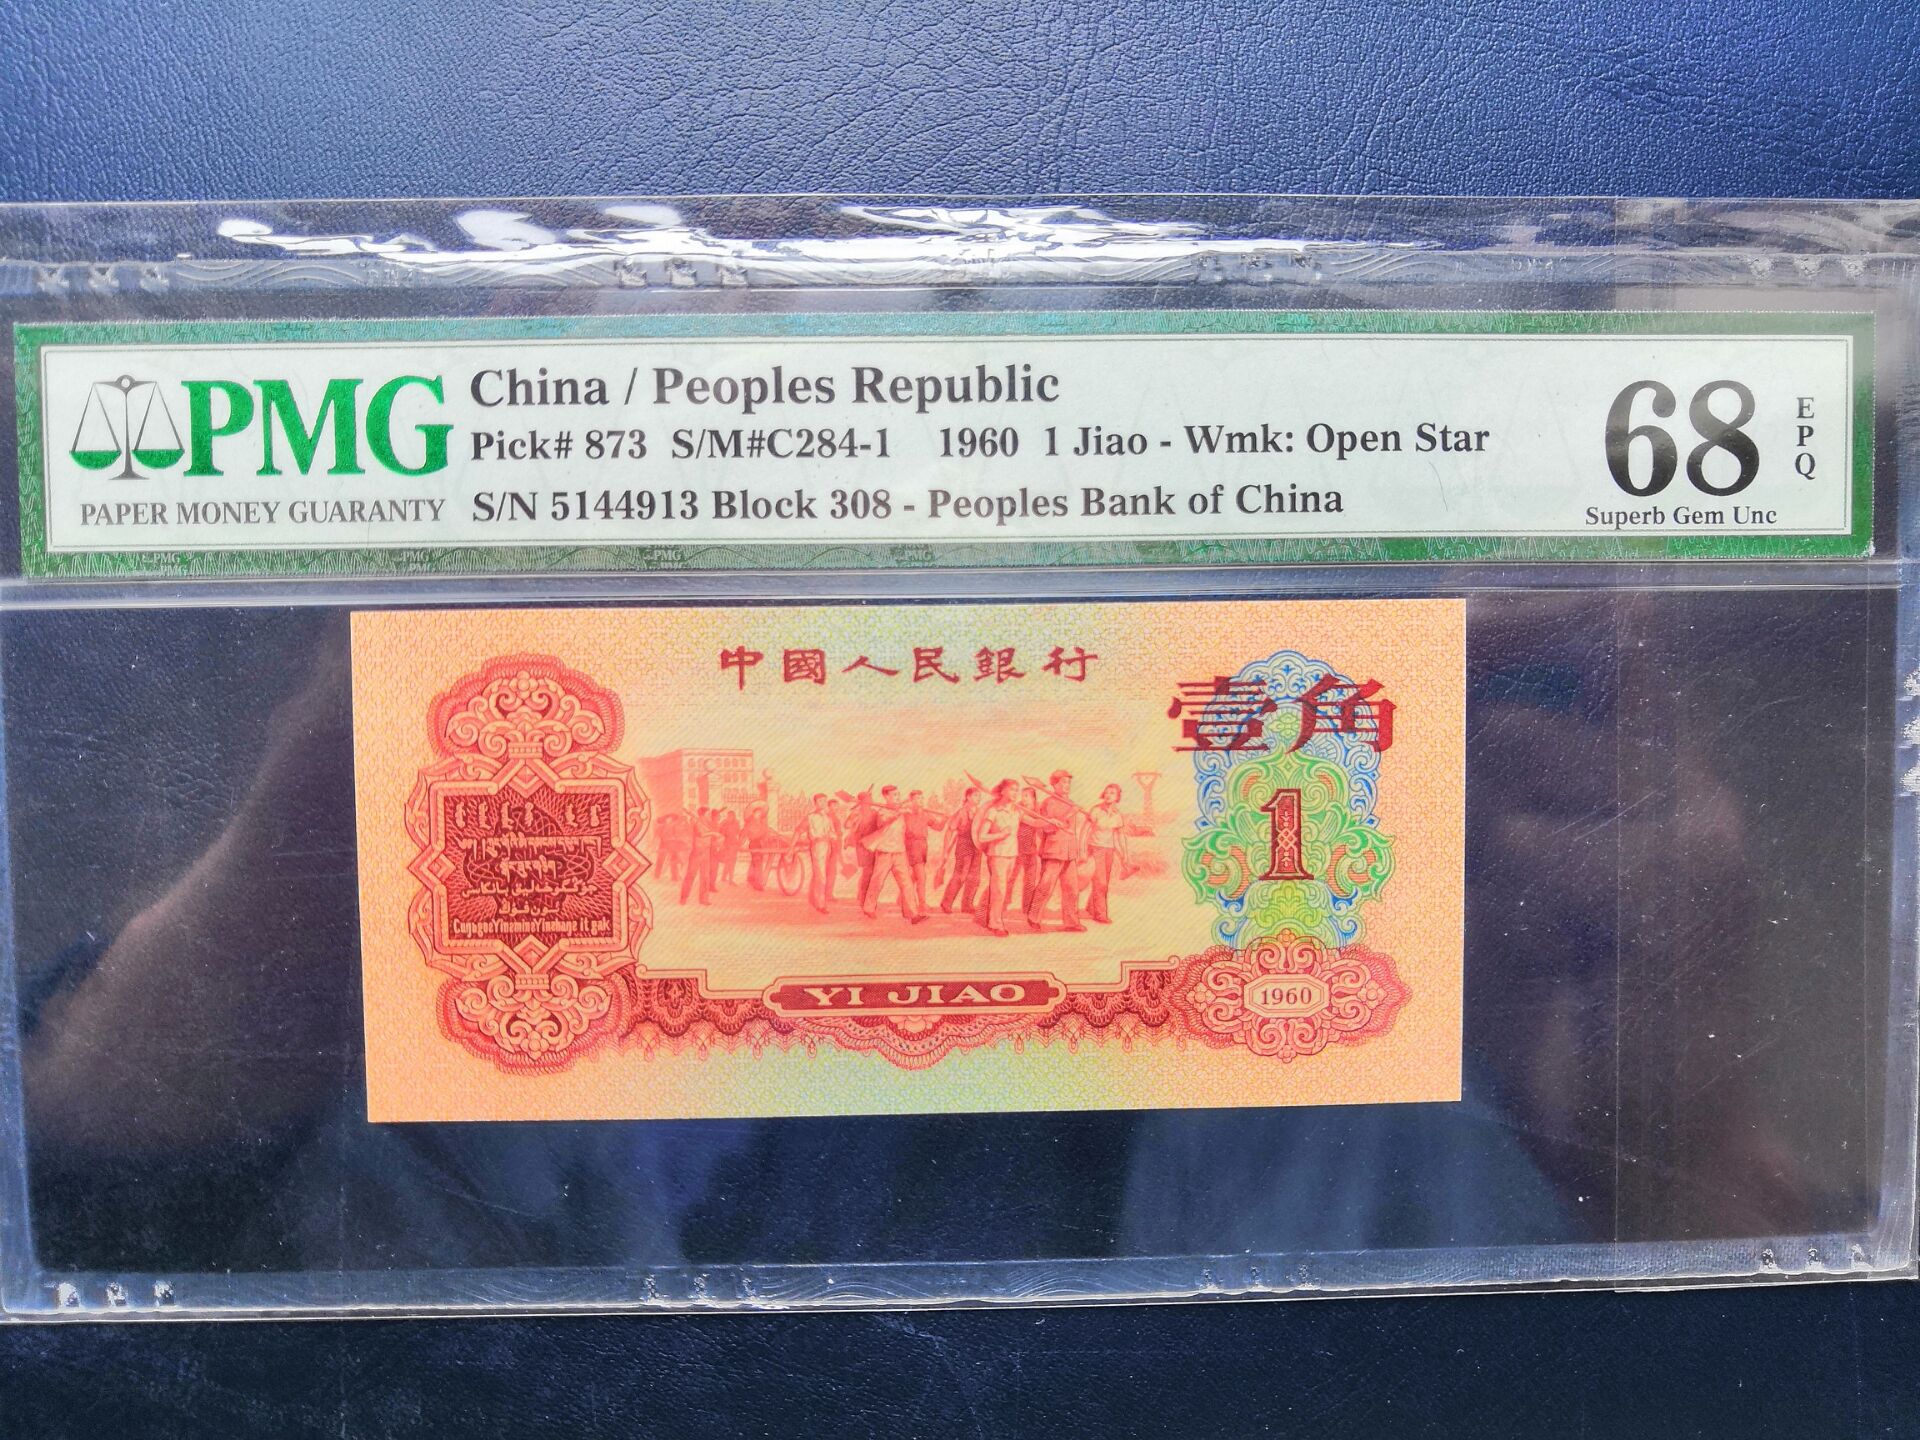 PMG
PAPER MONEY GUARANTY
China / Peoples Republic
Pick# 873 S/M#C284-1 1960 1 Jiao - Wmk: Open Star
S/N 5144913 Block 308 - Peoples Bank of China
68
EPQ
Superb Gem Unc
中國人民銀行
壹角
1
YI JIAO
1960